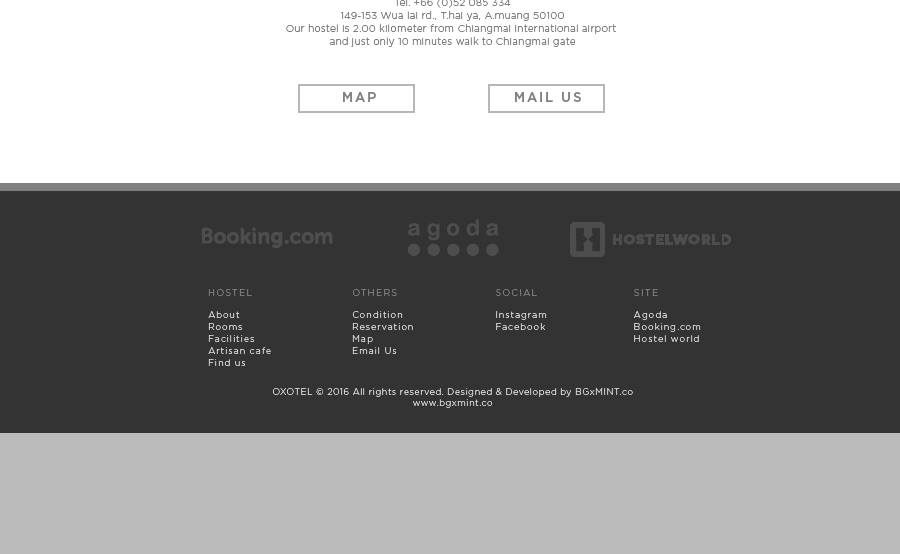 Tel. +66 (0)52 085 334
149-153 Wua lai rd., T.hai ya, A.muang 50100
Our hostel is 2.00 kilometer from Chiangmai international airport
and just only 10 minutes walk to Chiangmai gate
MAP
MAIL US
Booking.com
agoda
HOSTELWORLD
HOSTEL
About
Rooms
Facilities
Artisan cafe
Find us
OTHERS
Condition
Reservation
Map
Email Us
SOCIAL
Instagram
Facebook
SITE
Agoda
Booking.com
Hostel world
OXOTEL © 2016 All rights reserved. Designed & Developed by BGxMINT.co
www.bgxmint.co